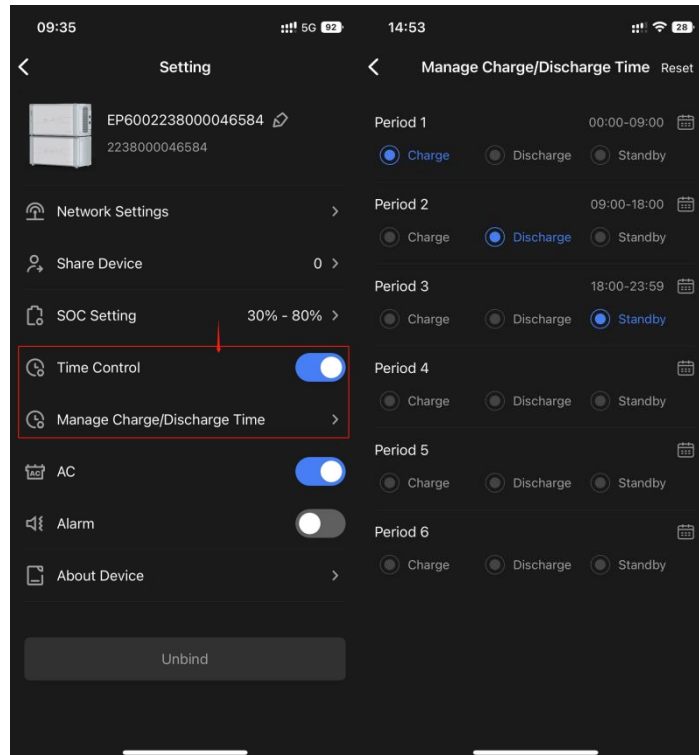 09:35 5G 92
Setting
EP6002238000046584
2238000046584
Network Settings
Share Device 0
SOC Setting 30% - 80%
Time Control
Manage Charge/Discharge Time
AC AC
Alarm
About Device
Unbind
14:53 28
Manage Charge/Discharge Time Reset
Period 1 00:00-09:00
Charge Discharge Standby
Period 2 09:00-18:00
Charge Discharge Standby
Period 3 18:00-23:59
Charge Discharge Standby
Period 4
Charge Discharge Standby
Period 5
Charge Discharge Standby
Period 6
Charge Discharge Standby